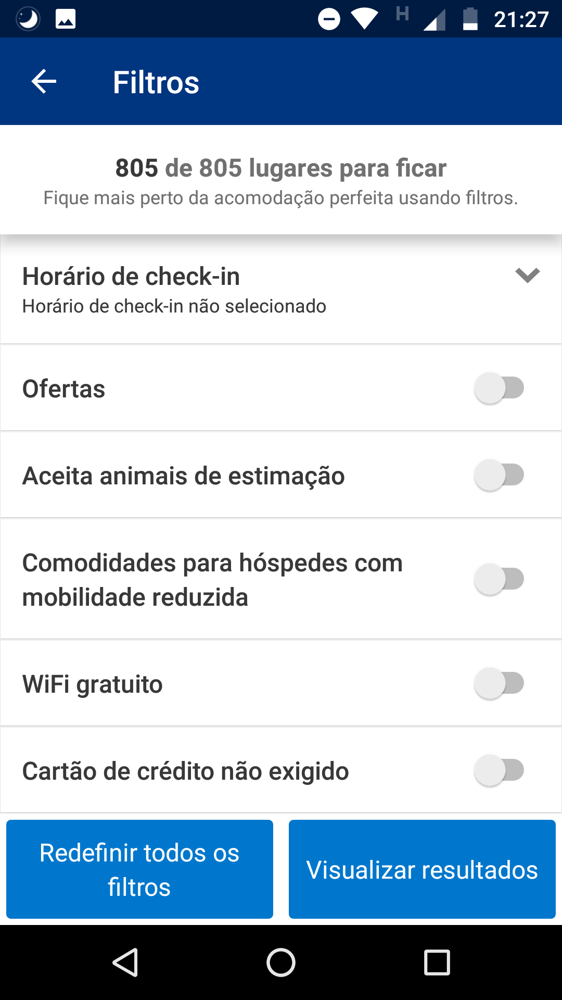 H 21:27
Filtros
805 de 805 lugares para ficar
Fique mais perto da acomodação perfeita usando filtros.
Horário de check-in
Horário de check-in não selecionado
Ofertas
Aceita animais de estimação
Comodidades para hóspedes com
mobilidade reduzida
WiFi gratuito
Cartão de crédito não exigido
Redefinir todos os
filtros
Visualizar resultados